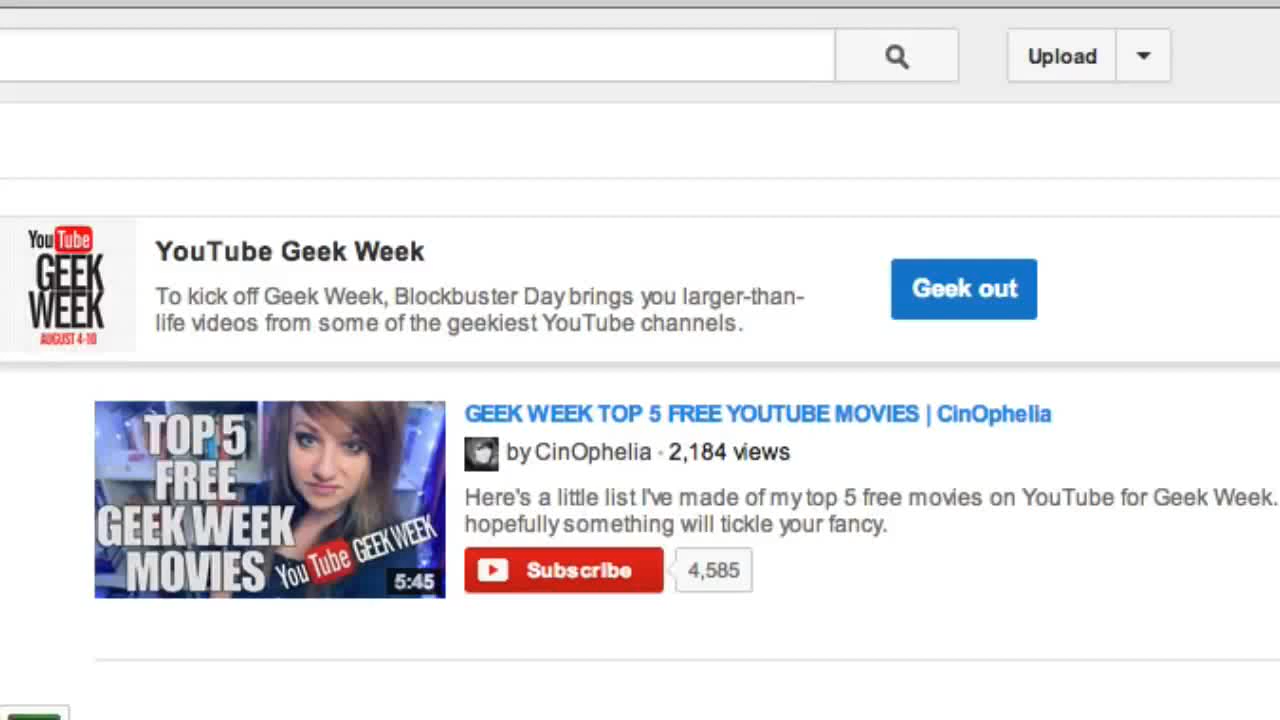 Upload
YouTube
GEEK
WEEK
AUGUST 4-10
YouTube Geek Week
To kick off Geek Week, Blockbuster Day brings you larger-than-
life videos from some of the geekiest YouTube channels.
Geek out
TOP 5
FREE
GEEK WEEK
MOVIES
YouTube GEEK WEEK
5:45
GEEK WEEK TOP 5 FREE YOUTUBE MOVIES | CinOphelia
by CinOphelia · 2,184 views
Here's a little list I've made of my top 5 free movies on YouTube for Geek Week.
hopefully something will tickle your fancy.
Subscribe
4,585